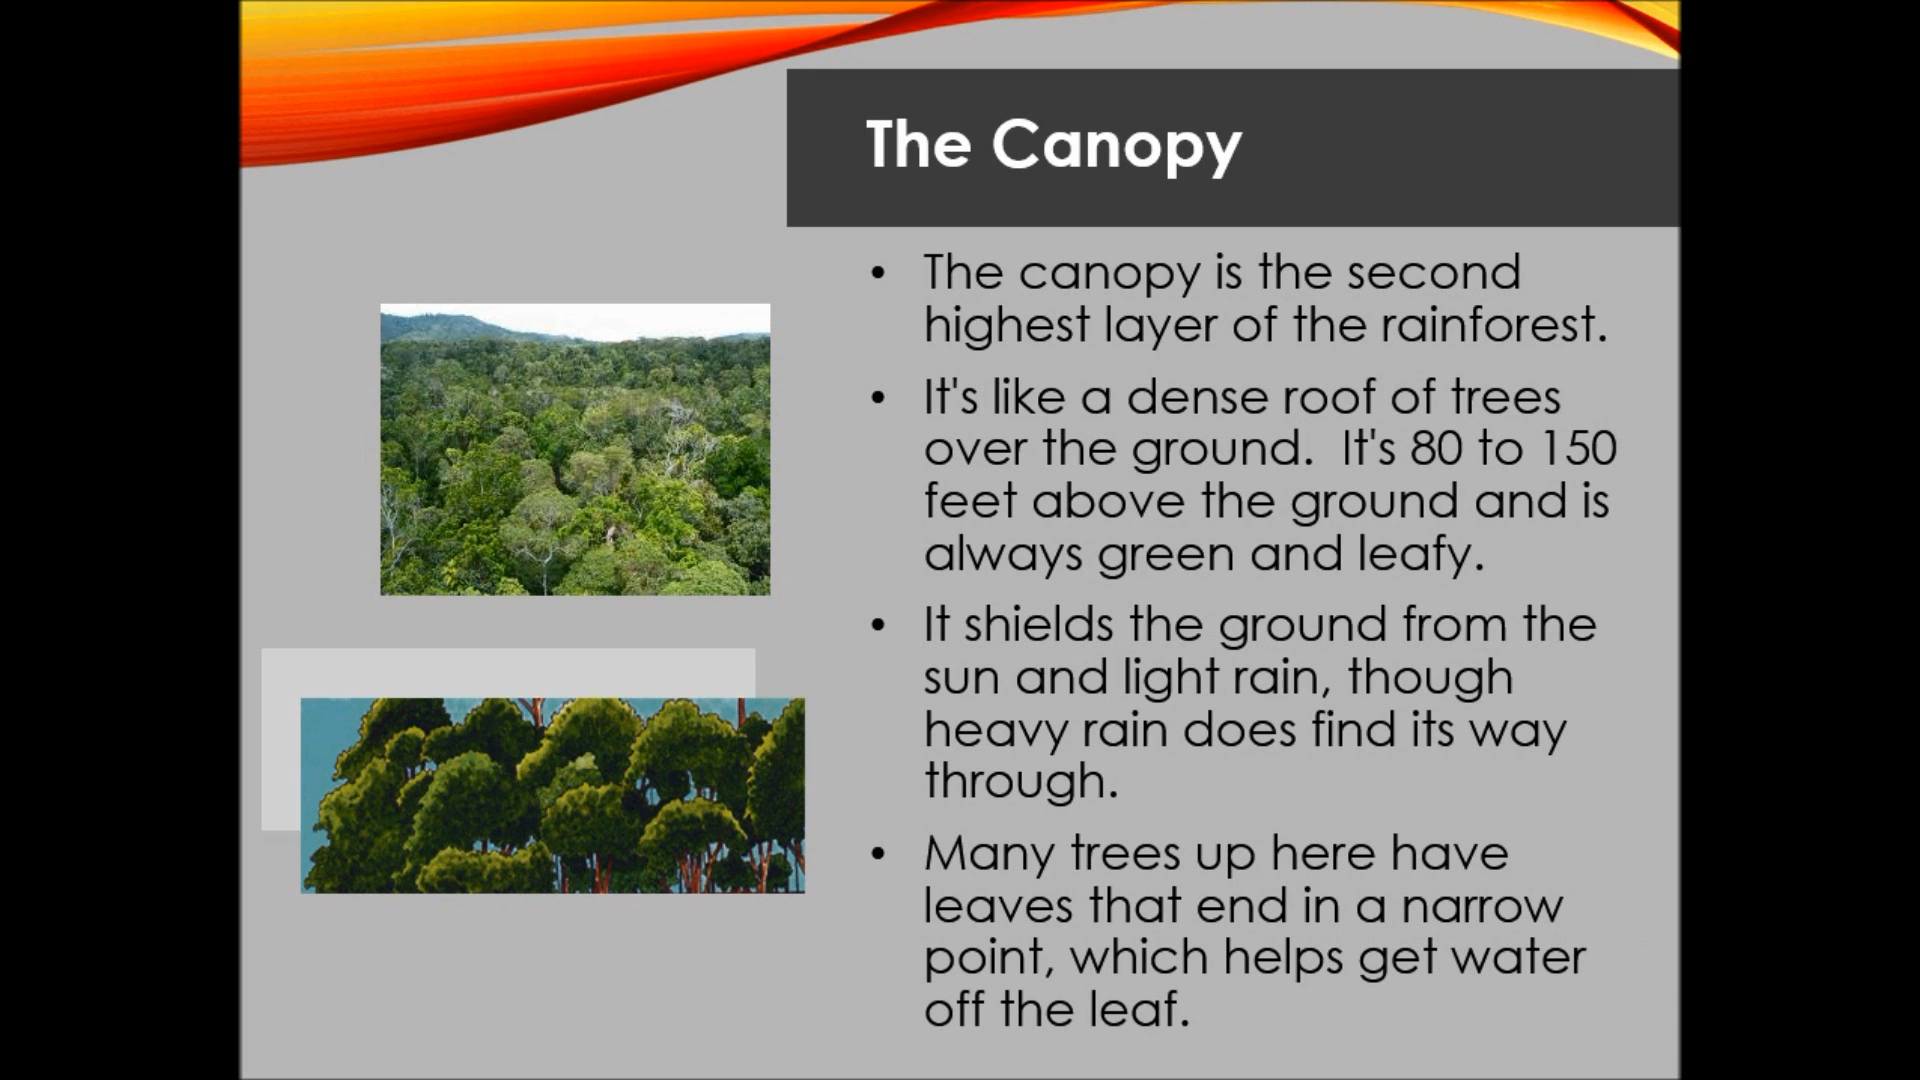 The Canopy
• The canopy is the second
highest layer of the rainforest.
• It's like a dense roof of trees
over the ground.  It's 80 to 150
feet above the ground and is
always green and leafy.
• It shields the ground from the
sun and light rain, though
heavy rain does find its way
through.
• Many trees up here have
leaves that end in a narrow
point, which helps get water
off the leaf.